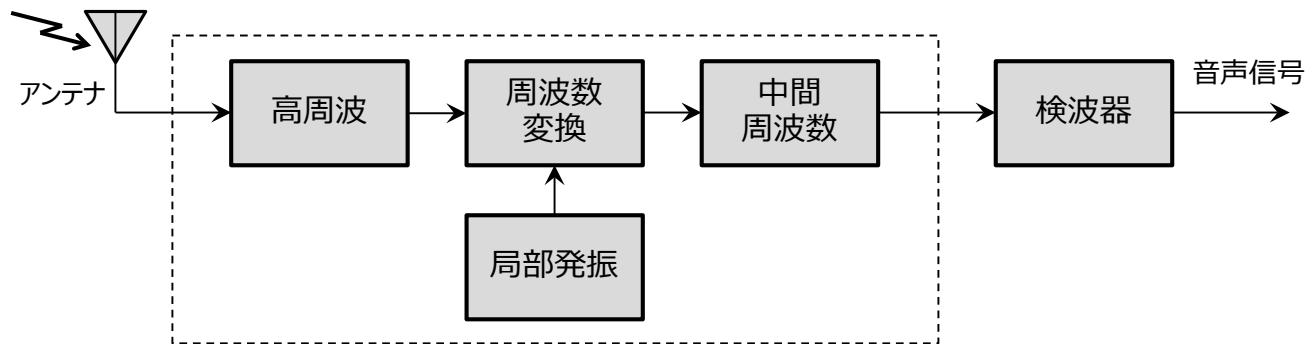 アンテナ
高周波
周波数
変換
中間
周波数
検波器
音声信号
局部発振